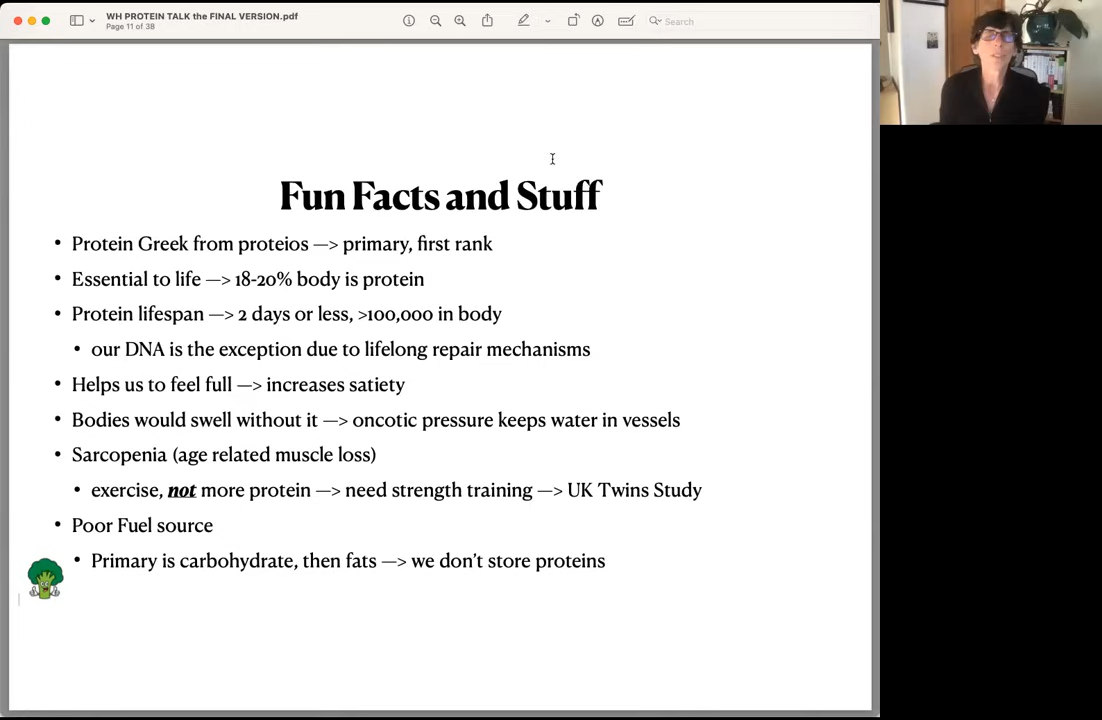 WH PROTEIN TALK the FINAL VERSION.pdf
Page 11 of 38
Search
Fun Facts and Stuff
• Protein Greek from proteios —> primary, first rank
• Essential to life —> 18-20% body is protein
• Protein lifespan —> 2 days or less, >100,000 in body
• our DNA is the exception due to lifelong repair mechanisms
• Helps us to feel full —> increases satiety
• Bodies would swell without it —> oncotic pressure keeps water in vessels
• Sarcopenia (age related muscle loss)
• exercise, not more protein —> need strength training —> UK Twins Study
• Poor Fuel source
• Primary is carbohydrate, then fats —> we don’t store proteins